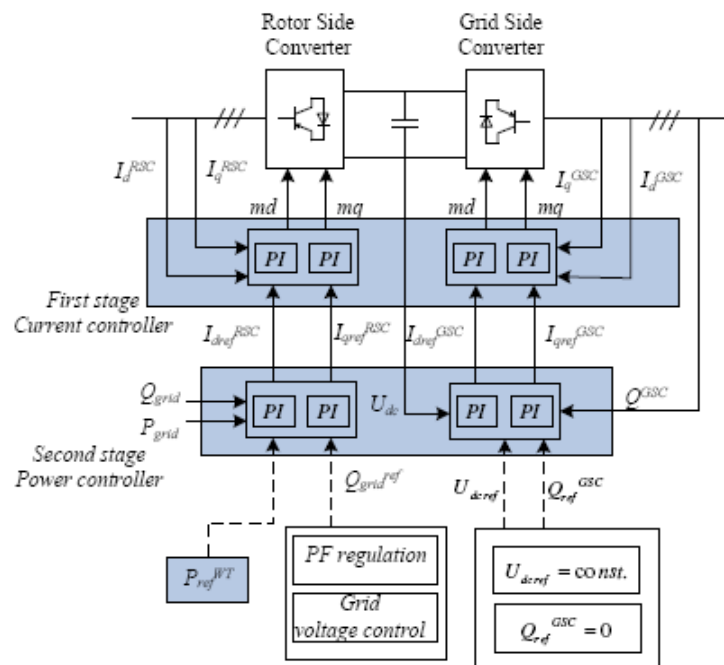 Rotor Side
Converter
Grid Side
Converter
I_d^RSC
I_q^RSC
md
mq
md
mq
I_q^GSC
I_d^GSC
PI
PI
PI
PI
First stage
Current controller
I_dref^RSC
I_qref^RSC
I_dref^GSC
I_qref^GSC
Q_grid
P_grid
PI
PI
U_dc
PI
PI
Q^GSC
Second stage
Power controller
Q_grid^ref
U_dcref
Q_ref^GSC
P_ref^WT
PF regulation
Grid
voltage control
U_dcref = const.
Q_ref^GSC = 0